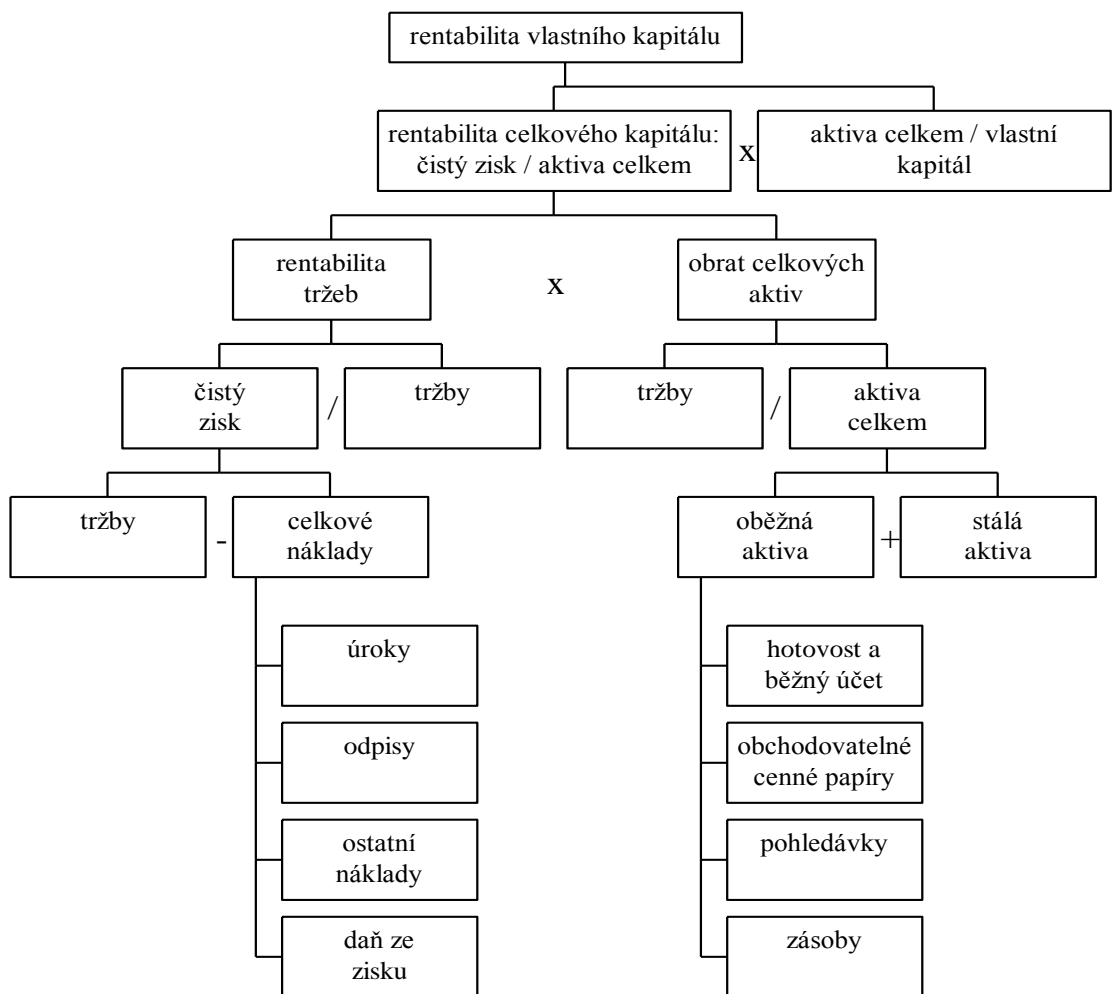 rentabilita vlastního kapitálu
rentabilita celkového kapitálu:
čistý zisk / aktiva celkem
x
aktiva celkem / vlastní
kapitál
rentabilita
tržeb
x
obrat celkových
aktiv
čistý
zisk
/
tržby
tržby
/
aktiva
celkem
tržby
-
celkové
náklady
oběžná
aktiva
+
stálá
aktiva
úroky
hotovost a
běžný účet
odpisy
obchodovatelné
cenné papíry
ostatní
náklady
pohledávky
daň ze
zisku
zásoby